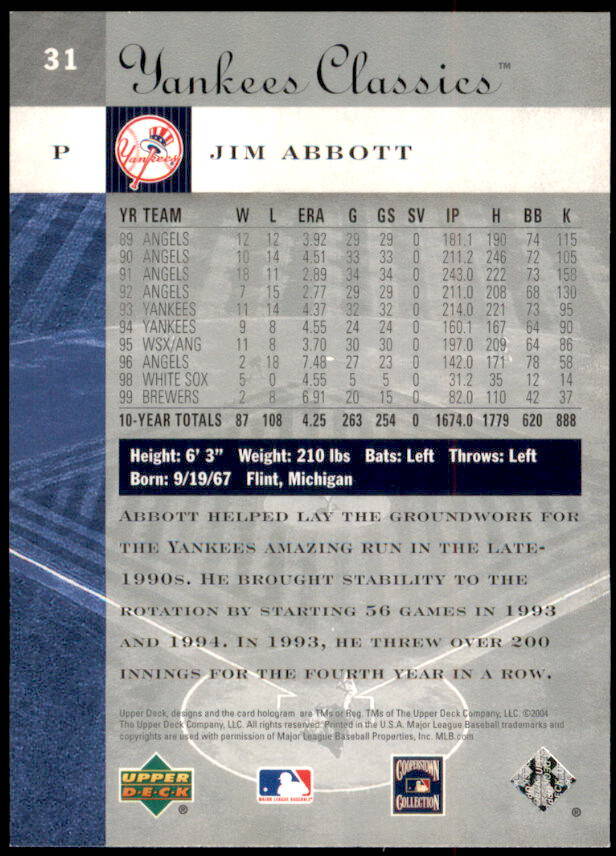 31
Yankees Classics™
P
Yankees
JIM ABBOTT
YR TEAM W L ERA G GS SV IP H BB K
89 ANGELS 12 12 3.92 29 29 0 181.1 190 74 115
90 ANGELS 10 14 4.51 33 33 0 211.2 246 72 105
91 ANGELS 18 11 2.89 34 34 0 243.0 222 73 158
92 ANGELS 7 15 2.77 29 29 0 211.0 208 68 130
93 YANKEES 11 14 4.37 32 32 0 214.0 221 73 95
94 YANKEES 9 8 4.55 24 24 0 160.1 167 64 90
95 WSX/ANG 11 8 3.70 30 30 0 197.0 209 64 86
96 ANGELS 2 18 7.48 27 23 0 142.0 171 78 58
98 WHITE SOX 5 0 4.55 5 5 0 31.2 35 12 14
99 BREWERS 2 8 6.91 20 15 0 82.0 110 42 37
10-YEAR TOTALS 87 108 4.25 263 254 0 1674.0 1779 620 888
Height: 6' 3" Weight: 210 lbs Bats: Left Throws: Left
Born: 9/19/67 Flint, Michigan
ABBOTT HELPED LAY THE GROUNDWORK FOR
THE YANKEES AMAZING RUN IN THE LATE-
1990S. HE BROUGHT STABILITY TO THE
ROTATION BY STARTING 56 GAMES IN 1993
AND 1994. IN 1993, HE THREW OVER 200
INNINGS FOR THE FOURTH YEAR IN A ROW.
Upper Deck, designs and the card hologram are TMs or Reg. TMs of The Upper Deck Company, LLC. ©2004
The Upper Deck Company, LLC. All rights reserved. Printed in the U.S.A. Major League Baseball trademarks and
copyrights are used with permission of Major League Baseball Properties, Inc. MLB.com
UPPER
DECK
®
MAJOR LEAGUE BASEBALL
COOPERSTOWN
COLLECTION
®